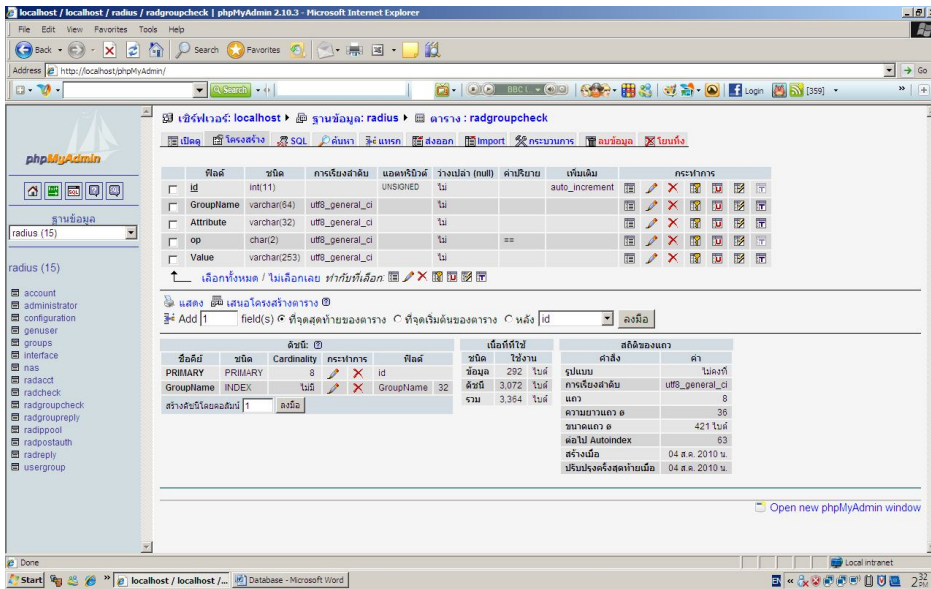 localhost / localhost / radius / radgroupcheck | phpMyAdmin 2.10.3 - Microsoft Internet Explorer
File Edit View Favorites Tools Help
Back Search Favorites
Address http://localhost/phpMyAdmin/ Go
Search BBC L Login [359]
เซิร์ฟเวอร์: localhost ฐานข้อมูล: radius ตาราง : radgroupcheck
เปิดดู โครงสร้าง SQL ค้นหา แทรก ส่งออก Import กระบวนการ ลบข้อมูล โยนทิ้ง
phpMyAdmin
ฐานข้อมูล
radius (15)
radius (15)
account
administrator
configuration
genuser
groups
interface
nas
radacct
radcheck
radgroupcheck
radgroupreply
radippool
radpostauth
radreply
usergroup
ฟิลด์ ชนิด การเรียงลำดับ แอตทริบิวต์ ว่างเปล่า (null) ค่าปริยาย เพิ่มเติม กระทำการ
id int(11) UNSIGNED ไม่ auto_increment
GroupName varchar(64) utf8_general_ci ไม่
Attribute varchar(32) utf8_general_ci ไม่
op char(2) utf8_general_ci ไม่ ==
Value varchar(253) utf8_general_ci ไม่
เลือกทั้งหมด / ไม่เลือกเลย ทำกับที่เลือก:
แสดง เสนอโครงสร้างตาราง
Add 1 field(s) ที่จุดสุดท้ายของตาราง ที่จุดเริ่มต้นของตาราง หลัง id ลงมือ
ดัชนี:
ชื่อคีย์ ชนิด Cardinality กระทำการ ฟิลด์
PRIMARY PRIMARY 8 id
GroupName INDEX ไม่มี GroupName 32
สร้างดัชนีโดยคอลัมน์ 1 ลงมือ
เนื้อที่ที่ใช้
ชนิด ใช้งาน
ข้อมูล 292 ไบต์
ดัชนี 3,072 ไบต์
รวม 3,364 ไบต์
สถิติของแถว
คำสั่ง ค่า
รูปแบบ ไม่คงที่
การเรียงลำดับ utf8_general_ci
แถว 8
ความยาวแถว ø 36
ขนาดแถว ø 421 ไบต์
ต่อไป Autoindex 63
สร้างเมื่อ 04 ส.ค. 2010 น.
ปรับปรุงครั้งสุดท้ายเมื่อ 04 ส.ค. 2010 น.
Open new phpMyAdmin window
Done Local intranet
Start localhost / localhost /... Database - Microsoft Word EN 2:32 PM